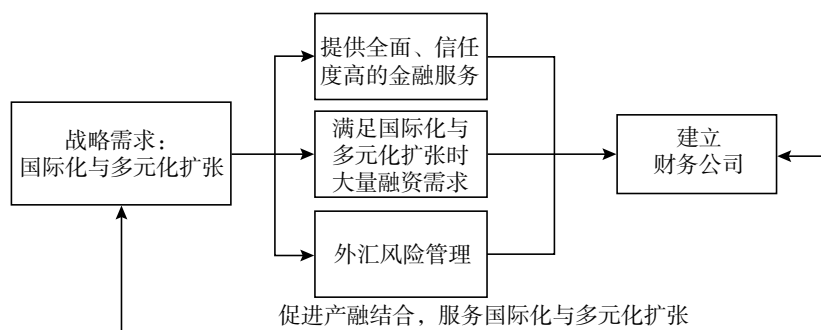 提供全面、信任
度高的金融服务
战略需求：
国际化与多元化扩张
满足国际化与
多元化扩张时
大量融资需求
建立
财务公司
外汇风险管理
促进产融结合，服务国际化与多元化扩张